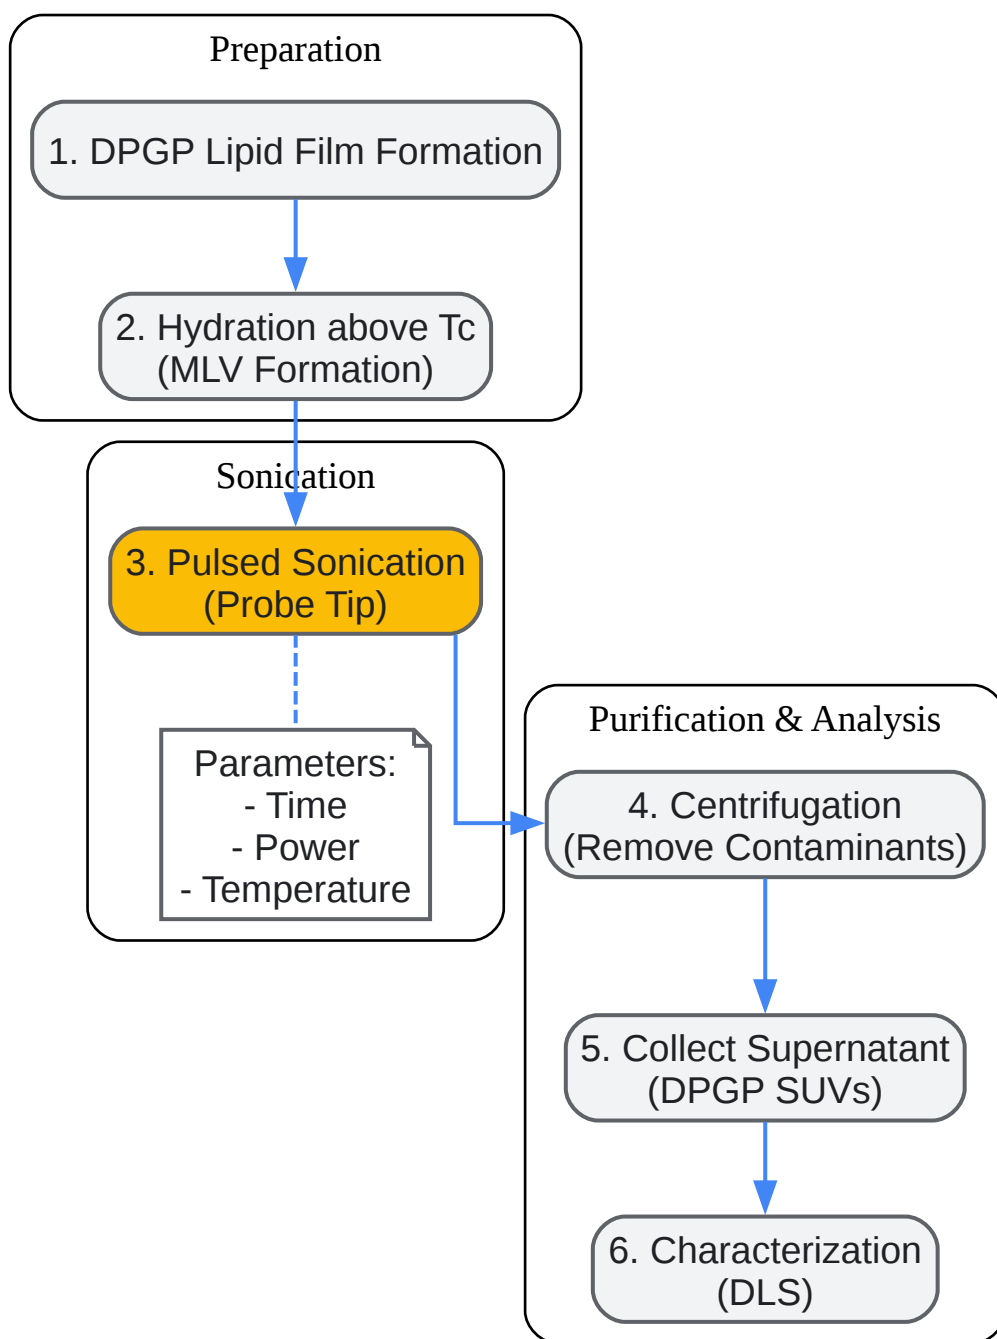 Preparation
1. DPGP Lipid Film Formation
2. Hydration above Tc
(MLV Formation)
Sonication
3. Pulsed Sonication
(Probe Tip)
Parameters:
- Time
- Power
- Temperature
Purification & Analysis
4. Centrifugation
(Remove Contaminants)
5. Collect Supernatant
(DPGP SUVs)
6. Characterization
(DLS)